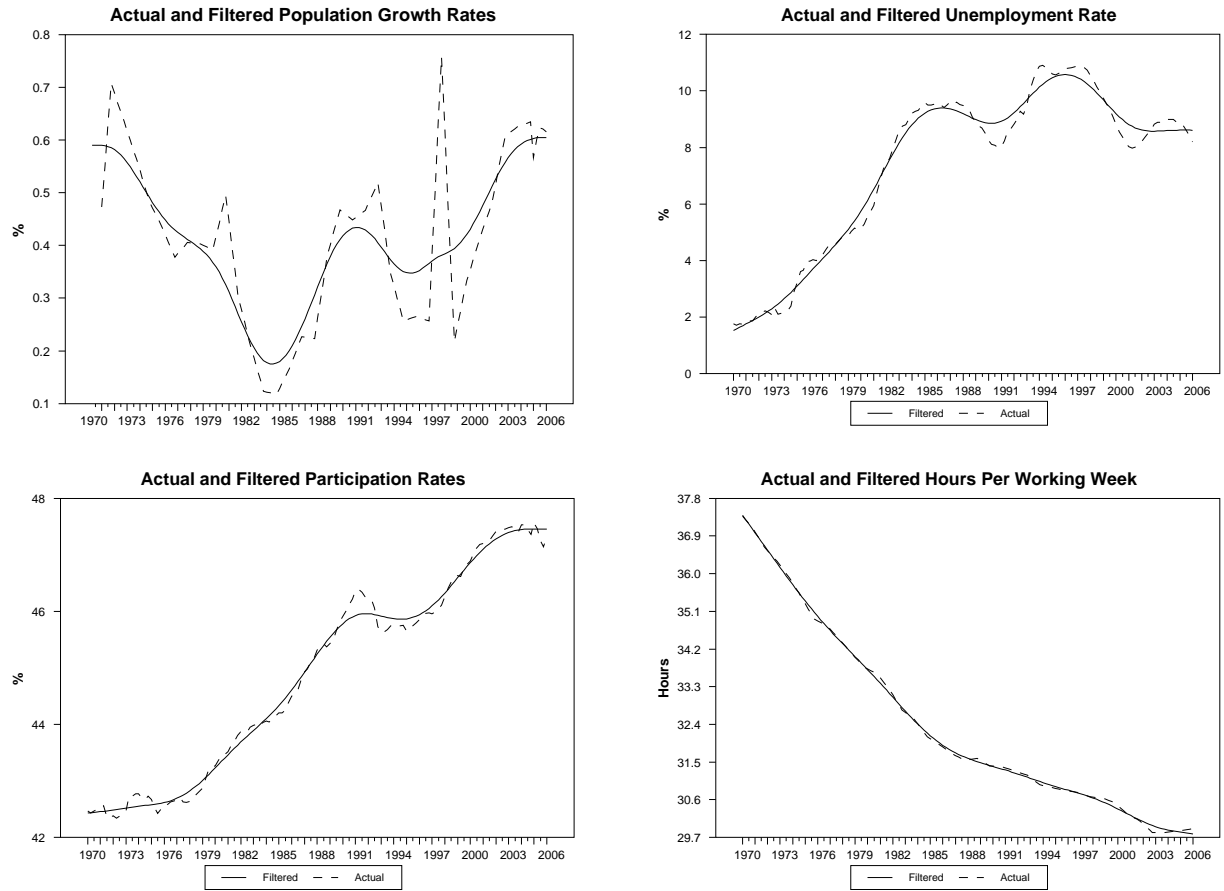 Actual and Filtered Population Growth Rates
0.8
0.7
0.6
0.5
0.4
0.3
0.2
0.1
%
1970 1973 1976 1979 1982 1985 1988 1991 1994 1997 2000 2003 2006
Actual and Filtered Unemployment Rate
12
10
8
6
4
2
0
%
1970 1973 1976 1979 1982 1985 1988 1991 1994 1997 2000 2003 2006
Filtered Actual
Actual and Filtered Participation Rates
48
46
44
42
%
1970 1973 1976 1979 1982 1985 1988 1991 1994 1997 2000 2003 2006
Filtered Actual
Actual and Filtered Hours Per Working Week
37.8
36.9
36.0
35.1
34.2
33.3
32.4
31.5
30.6
29.7
Hours
1970 1973 1976 1979 1982 1985 1988 1991 1994 1997 2000 2003 2006
Filtered Actual